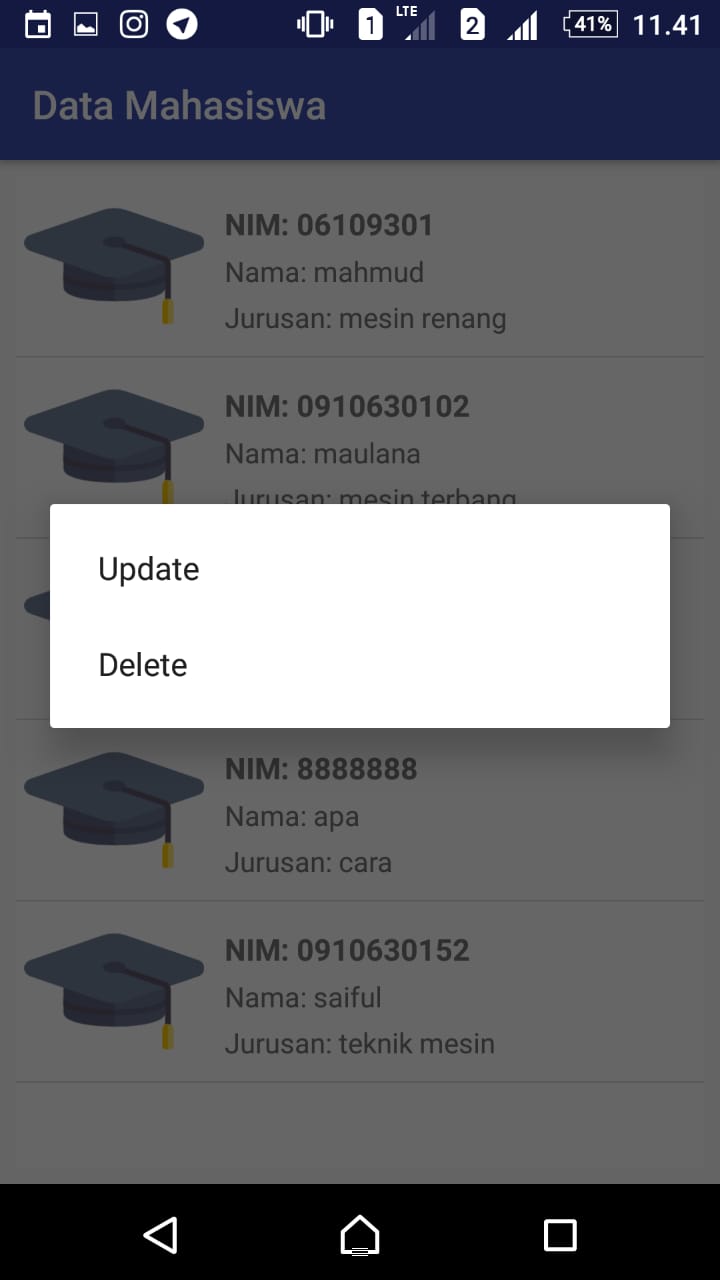 LTE
1
2
41%
11.41
Data Mahasiswa
NIM: 06109301
Nama: mahmud
Jurusan: mesin renang
NIM: 0910630102
Nama: maulana
Jurusan: mesin terbang
Update
Delete
NIM: 8888888
Nama: apa
Jurusan: cara
NIM: 0910630152
Nama: saiful
Jurusan: teknik mesin